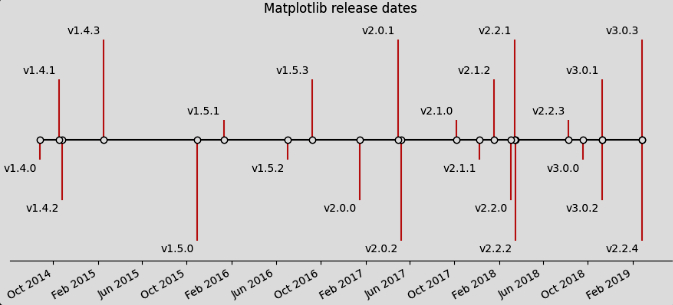 Matplotlib release dates
v1.4.3
v2.0.1
v2.2.1
v3.0.3
v1.4.1
v1.5.3
v2.1.2
v3.0.1
v1.5.1
v2.1.0
v2.2.3
v1.4.0
v1.5.2
v2.1.1
v3.0.0
v1.4.2
v2.0.0
v2.2.0
v3.0.2
v1.5.0
v2.0.2
v2.2.2
v2.2.4
Oct 2014
Feb 2015
Jun 2015
Oct 2015
Feb 2016
Jun 2016
Oct 2016
Feb 2017
Jun 2017
Oct 2017
Feb 2018
Jun 2018
Oct 2018
Feb 2019